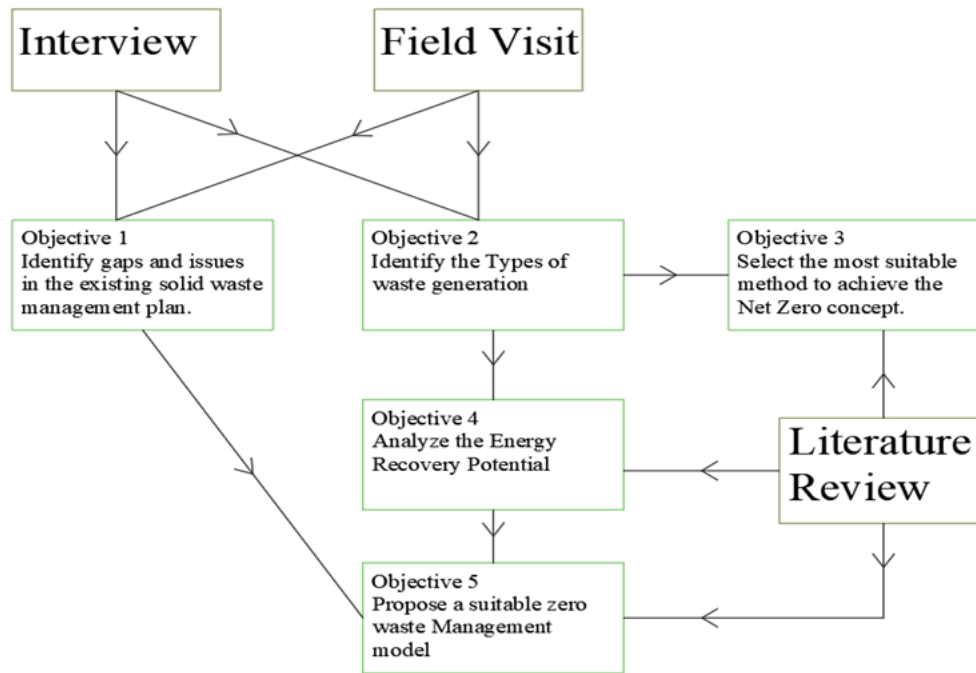 Interview
Field Visit
Objective 1
Identify gaps and issues
in the existing solid waste
management plan.
Objective 2
Identify the Types of
waste generation
Objective 3
Select the most suitable
method to achieve the
Net Zero concept.
Objective 4
Analyze the Energy
Recovery Potential
Literature
Review
Objective 5
Propose a suitable zero
waste Management
model